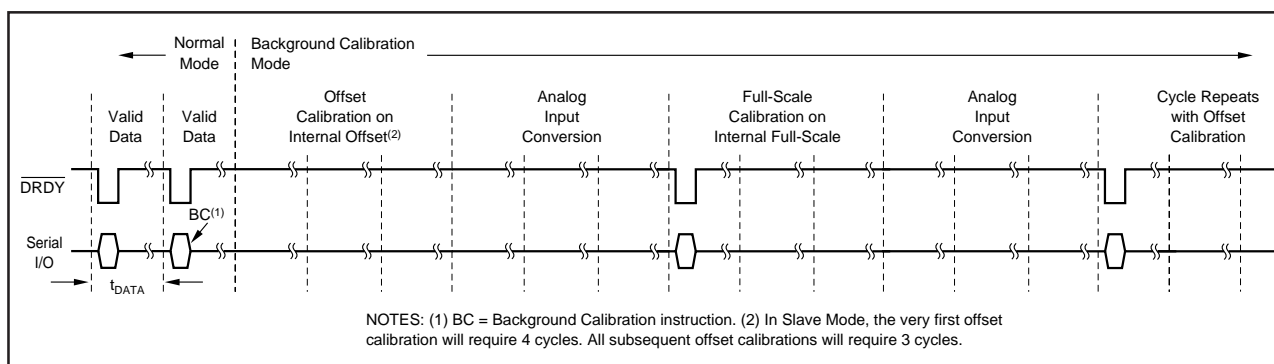 Normal
Mode
Background Calibration
Mode
Valid
Data
Valid
Data
Offset
Calibration on
Internal Offset(2)
Analog
Input
Conversion
Full-Scale
Calibration on
Internal Full-Scale
Analog
Input
Conversion
Cycle Repeats
with Offset
Calibration
DRDY
BC(1)
Serial
I/O
tDATA
NOTES: (1) BC = Background Calibration instruction. (2) In Slave Mode, the very first offset
calibration will require 4 cycles. All subsequent offset calibrations will require 3 cycles.